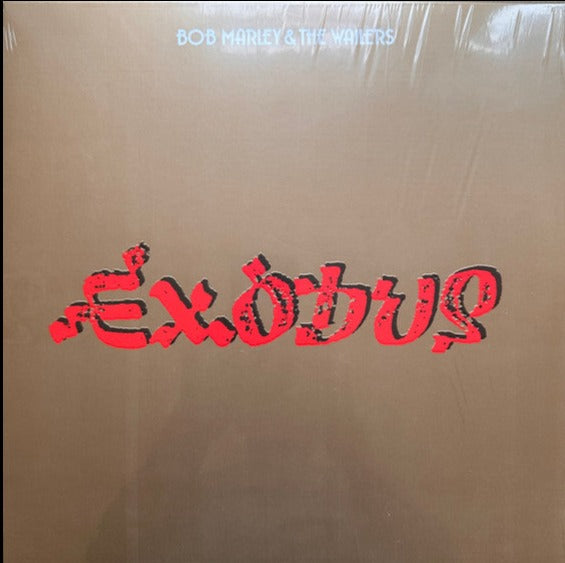 BOB MARLEY & THE WAILERS
EXODUS